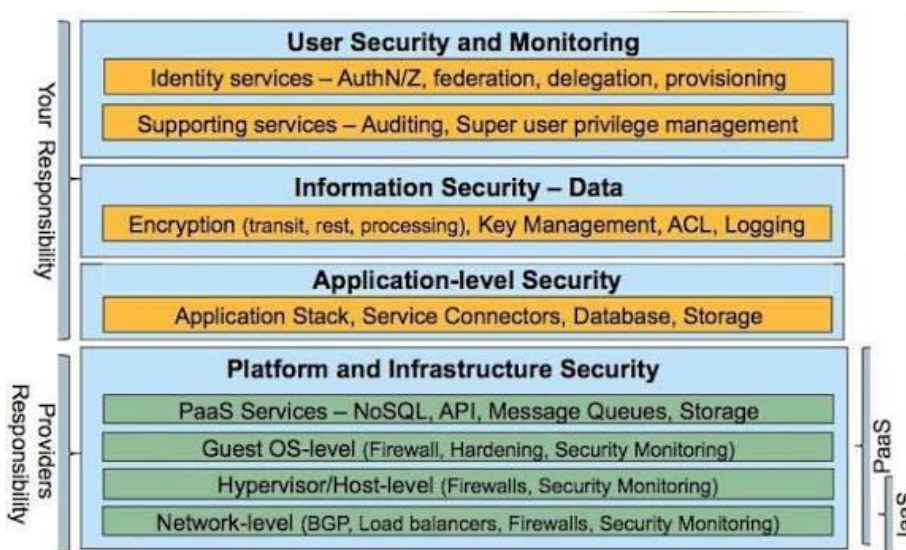 User Security and Monitoring
Identity services – AuthN/Z, federation, delegation, provisioning
Supporting services – Auditing, Super user privilege management
Information Security – Data
Encryption (transit, rest, processing), Key Management, ACL, Logging
Application-level Security
Application Stack, Service Connectors, Database, Storage
Your Responsibility
Platform and Infrastructure Security
PaaS Services – NoSQL, API, Message Queues, Storage
Guest OS-level (Firewall, Hardening, Security Monitoring)
Hypervisor/Host-level (Firewalls, Security Monitoring)
Network-level (BGP, Load balancers, Firewalls, Security Monitoring)
Providers
Responsibility
PaaS
IaaS